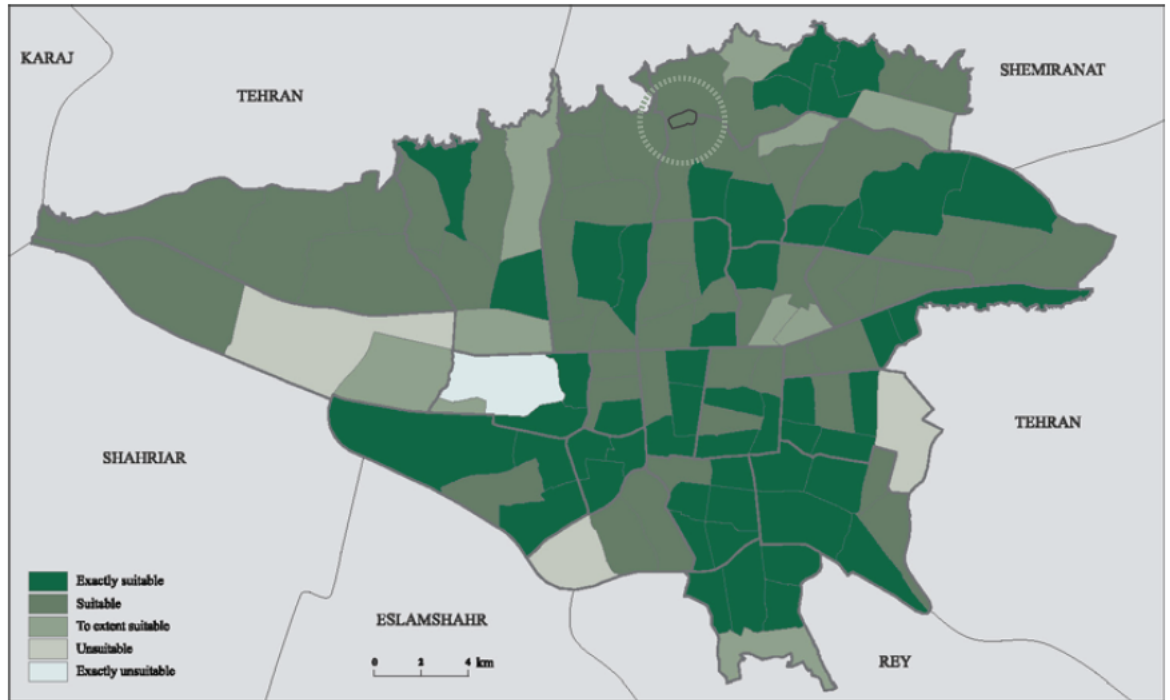 KARAJ
TEHRAN
SHEMIRANAT
TEHRAN
SHAHRIAR
ESLAMSHAHR
REY
Exactly suitable
Suitable
To extent suitable
Unsuitable
Exactly unsuitable
0 2 4 km